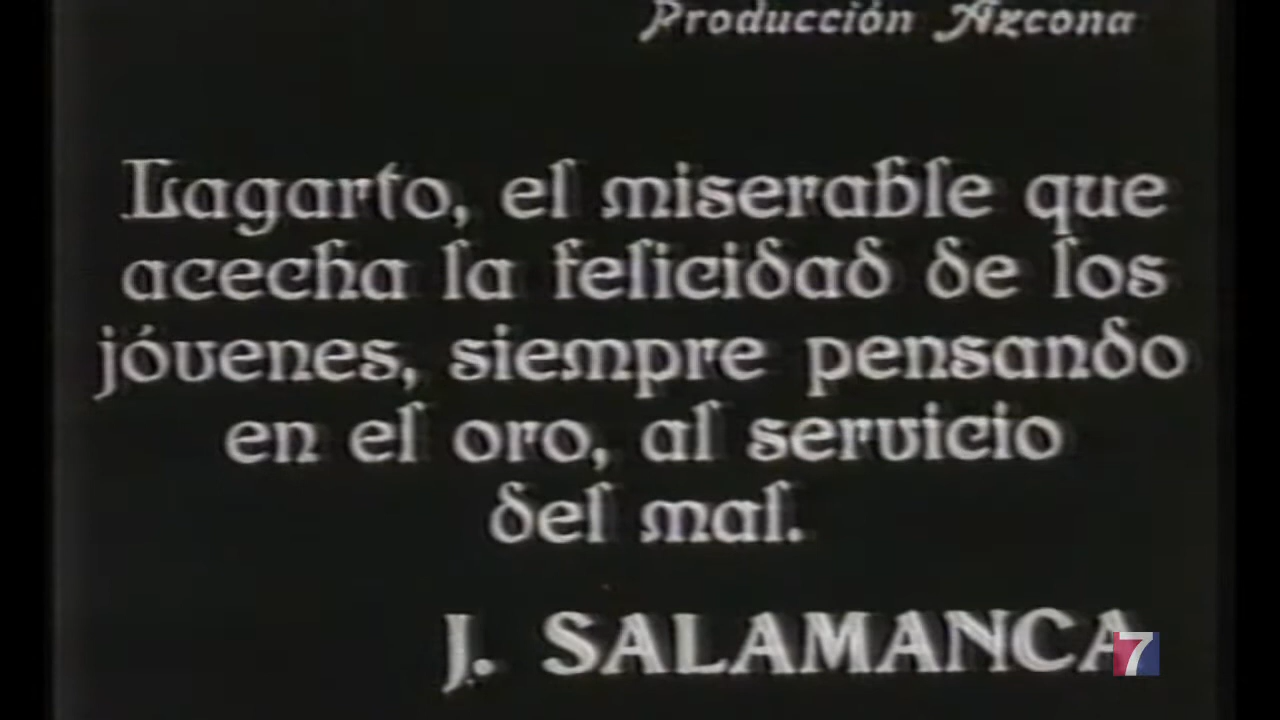 Producción Azcona
Lagarto, el miserable que
acecha la felicidad de los
jóvenes, siempre pensando
en el oro, al servicio
del mal.
J. SALAMANCA
7